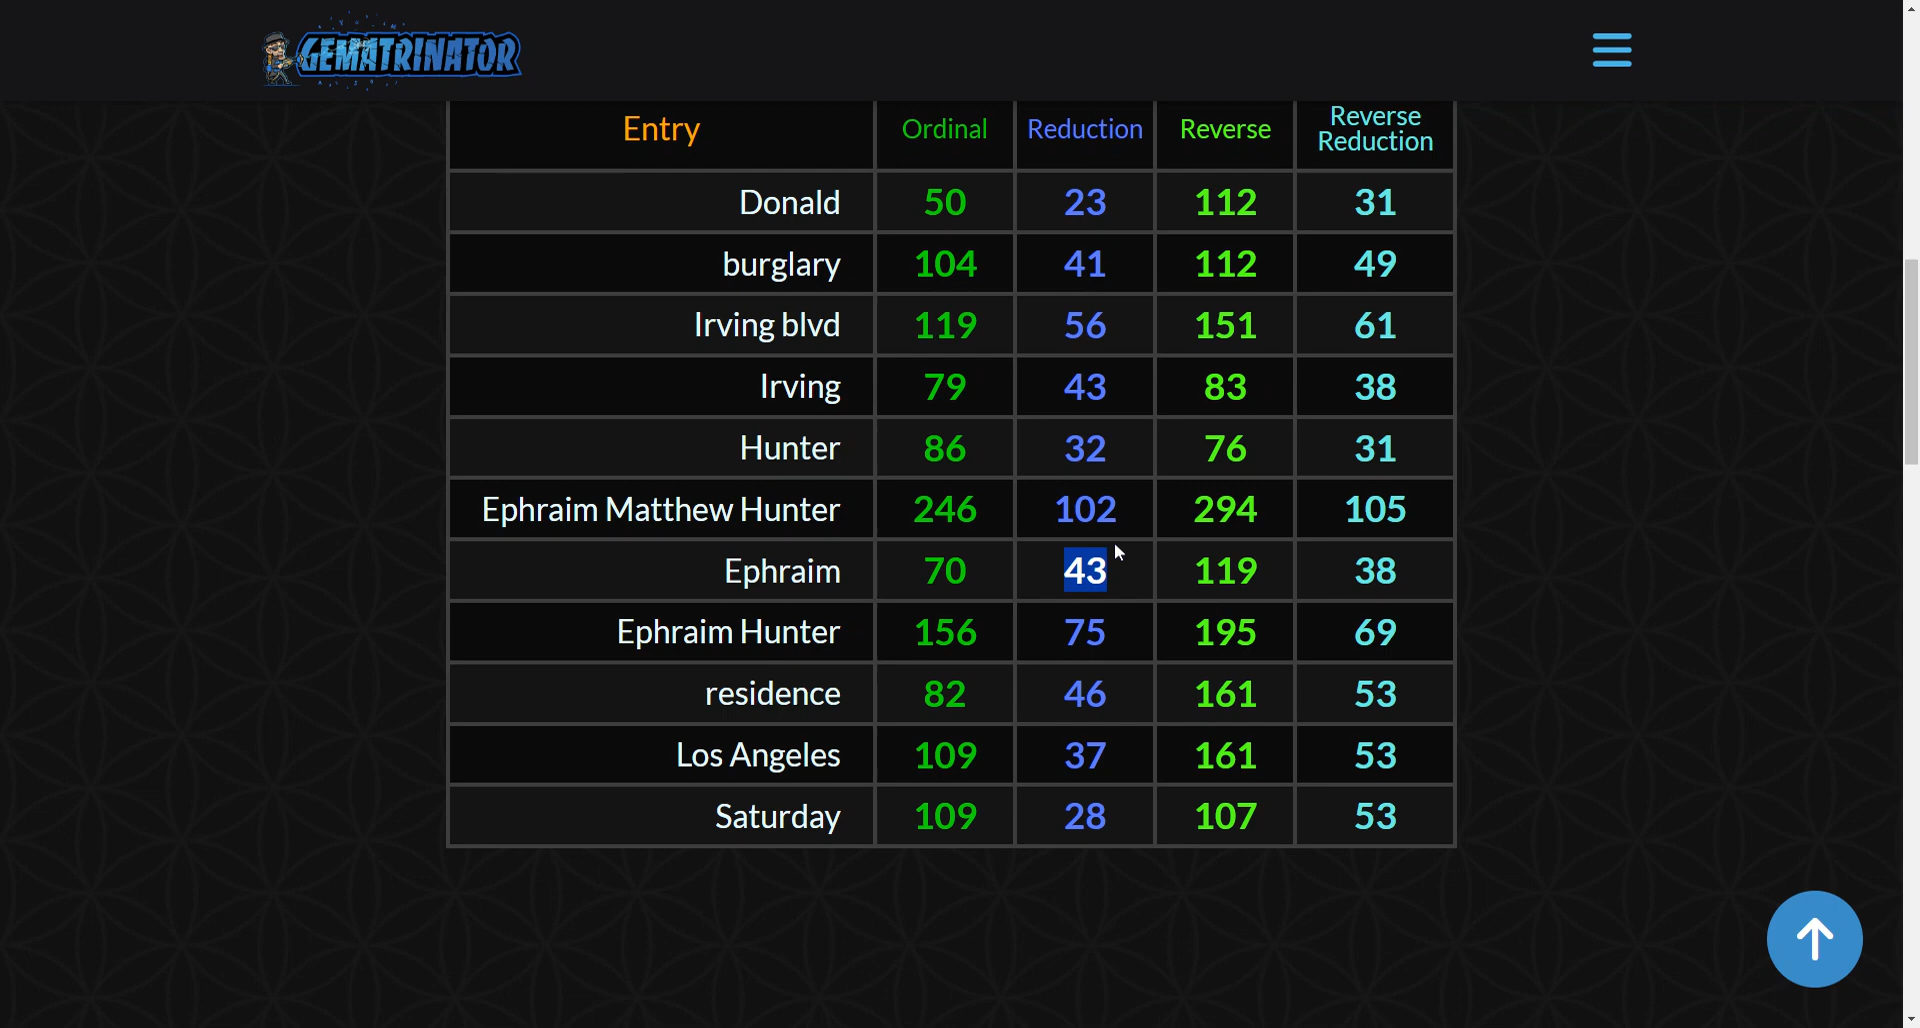 GEMATRINATOR
Entry Ordinal Reduction Reverse Reverse Reduction
Donald 50 23 112 31
burglary 104 41 112 49
Irving blvd 119 56 151 61
Irving 79 43 83 38
Hunter 86 32 76 31
Ephraim Matthew Hunter 246 102 294 105
Ephraim 70 43 119 38
Ephraim Hunter 156 75 195 69
residence 82 46 161 53
Los Angeles 109 37 161 53
Saturday 109 28 107 53